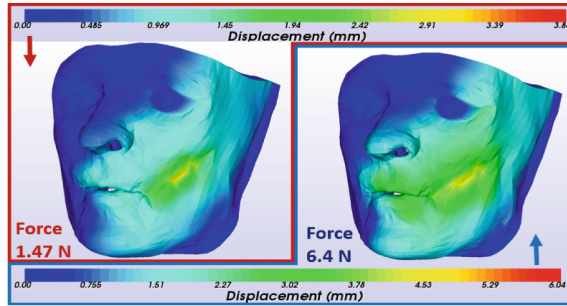 0.00 0.485 0.969 1.45 1.94 2.42 2.91 3.39
Displacement (mm)
Force
1.47 N
Force
6.4 N
0.00 0.755 1.51 2.27 3.02 3.78 4.53 5.29 6.04
Displacement (mm)